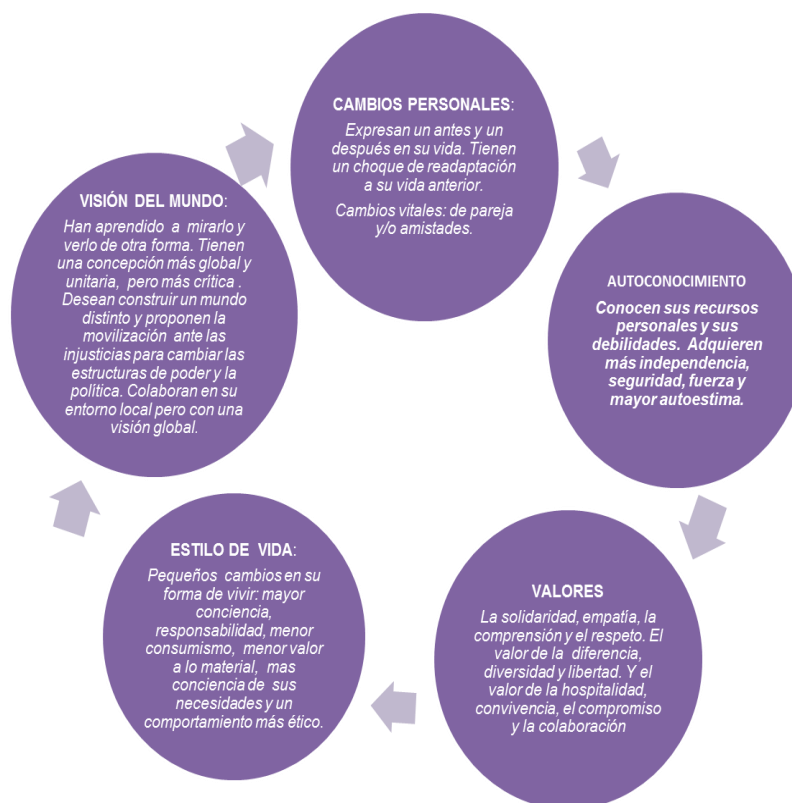 CAMBIOS PERSONALES:
Expresan un antes y un
después en su vida. Tienen
un choque de readaptación
a su vida anterior.
Cambios vitales: de pareja
y/o amistades.
AUTOCONOCIMIENTO
Conocen sus recursos
personales y sus
debilidades. Adquieren
más independencia,
seguridad, fuerza y
mayor autoestima.
VALORES
La solidaridad, empatía, la
comprensión y el respeto. El
valor de la diferencia,
diversidad y libertad. Y el
valor de la hospitalidad,
convivencia, el compromiso
y la colaboración
ESTILO DE VIDA:
Pequeños cambios en su
forma de vivir: mayor
conciencia,
responsabilidad, menor
consumismo, menor valor
a lo material, mas
conciencia de sus
necesidades y un
comportamiento más ético.
VISIÓN DEL MUNDO:
Han aprendido a mirarlo y
verlo de otra forma. Tienen
una concepción más global y
unitaria, pero más crítica .
Desean construir un mundo
distinto y proponen la
movilización ante las
injusticias para cambiar las
estructuras de poder y la
política. Colaboran en su
entorno local pero con una
visión global.